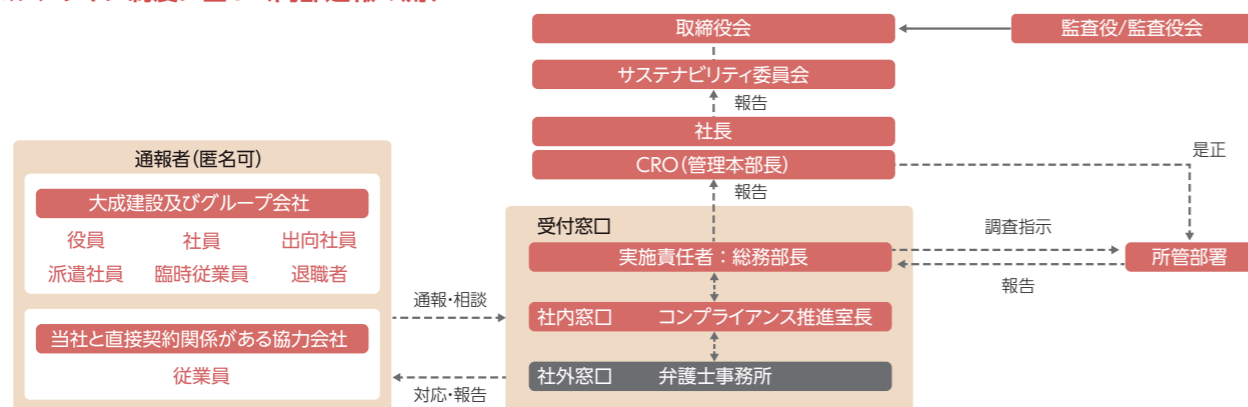 取締役会
監査役/監査役会
サステナビリティ委員会
報告
社長
CRO(管理本部長)
是正
報告
通報者(匿名可)
大成建設及びグループ会社
役員 社員 出向社員
派遣社員 臨時従業員 退職者
当社と直接契約関係がある協力会社
従業員
通報・相談
対応・報告
受付窓口
実施責任者：総務部長
社内窓口 コンプライアンス推進室長
社外窓口 弁護士事務所
調査指示
所管部署
報告